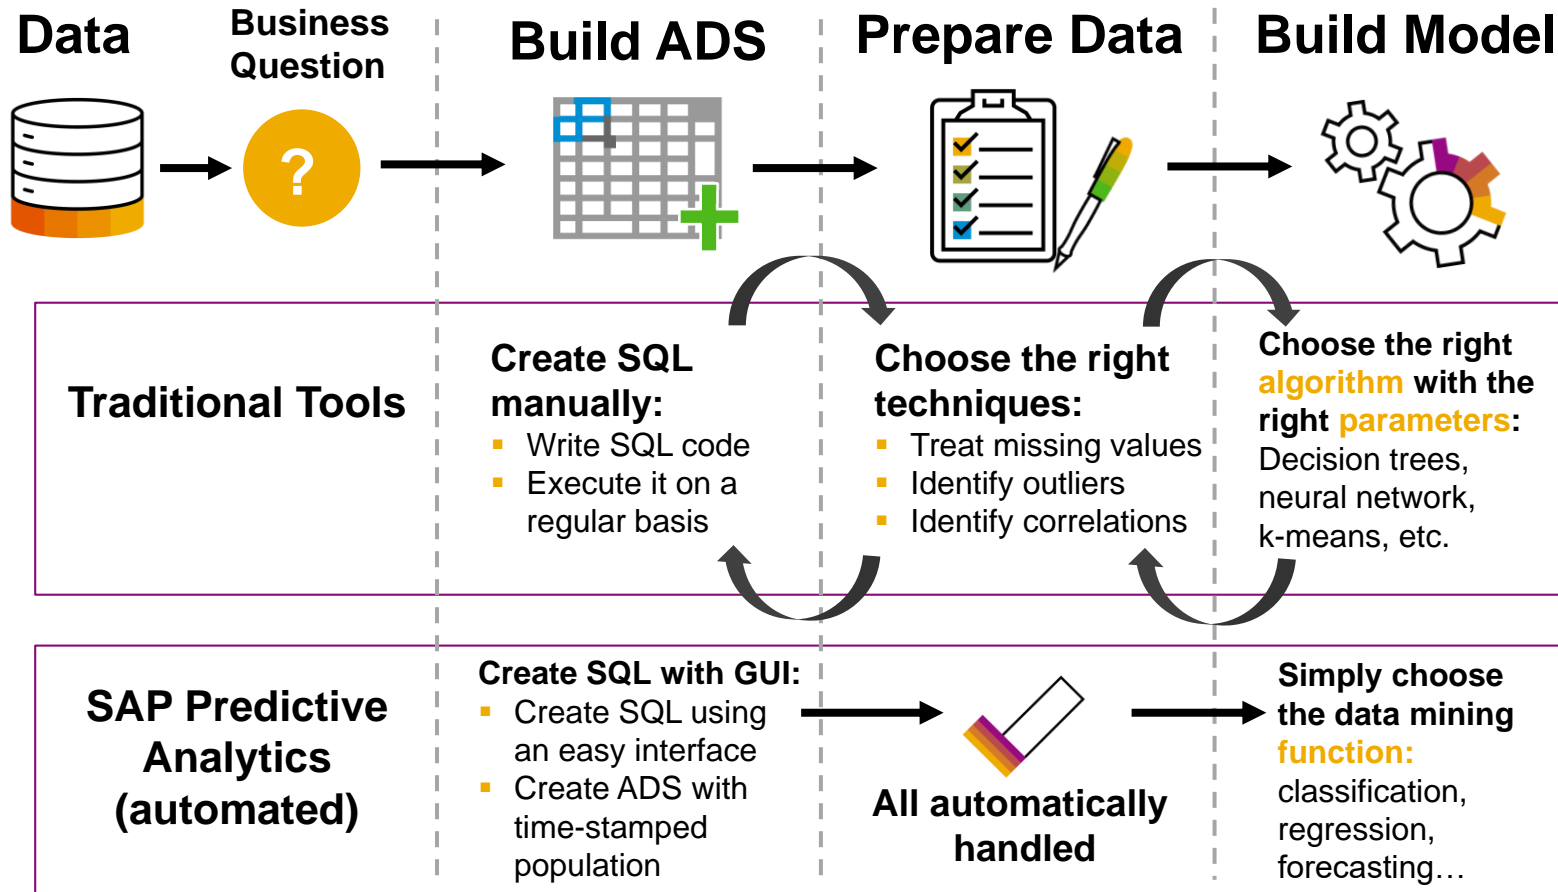 Data
Business
Question
Build ADS
Prepare Data
Build Model
?
Traditional Tools
Create SQL
manually:
▪ Write SQL code
▪ Execute it on a
regular basis
Choose the right
techniques:
▪ Treat missing values
▪ Identify outliers
▪ Identify correlations
Choose the right
algorithm with the
right parameters:
Decision trees,
neural network,
k-means, etc.
SAP Predictive
Analytics
(automated)
Create SQL with GUI:
▪ Create SQL using
an easy interface
▪ Create ADS with
time-stamped
population
All automatically
handled
Simply choose
the data mining
function:
classification,
regression,
forecasting…